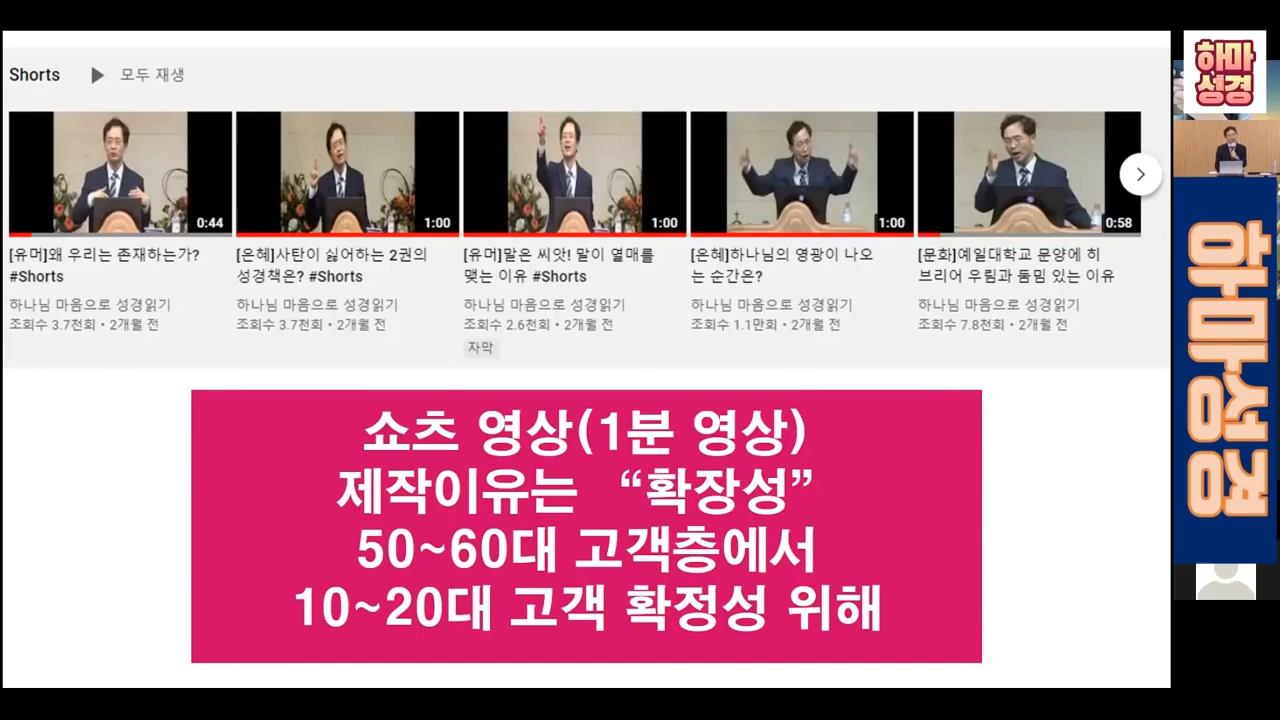 Shorts ▶ 모두 재생
0:44
1:00
1:00
1:00
0:58
[유머]왜 우리는 존재하는가?
#Shorts
하나님 마음으로 성경읽기
조회수 3.7천회 • 2개월 전
[은혜]사탄이 싫어하는 2권의
성경책은? #Shorts
하나님 마음으로 성경읽기
조회수 3.7천회 • 2개월 전
[유머]말은 씨앗! 말이 열매를
맺는 이유 #Shorts
하나님 마음으로 성경읽기
조회수 2.6천회 • 2개월 전
자막
[은혜]하나님의 영광이 나오
는 순간은?
하나님 마음으로 성경읽기
조회수 1.1만회 • 2개월 전
[문화]예일대학교 문양에 히
브리어 우림과 둠밈 있는 이유
하나님 마음으로 성경읽기
조회수 7.8천회 • 2개월 전
쇼츠 영상(1분 영상)
제작이유는 “확장성”
50~60대 고객층에서
10~20대 고객 확정성 위해
하마
성경
하마성경